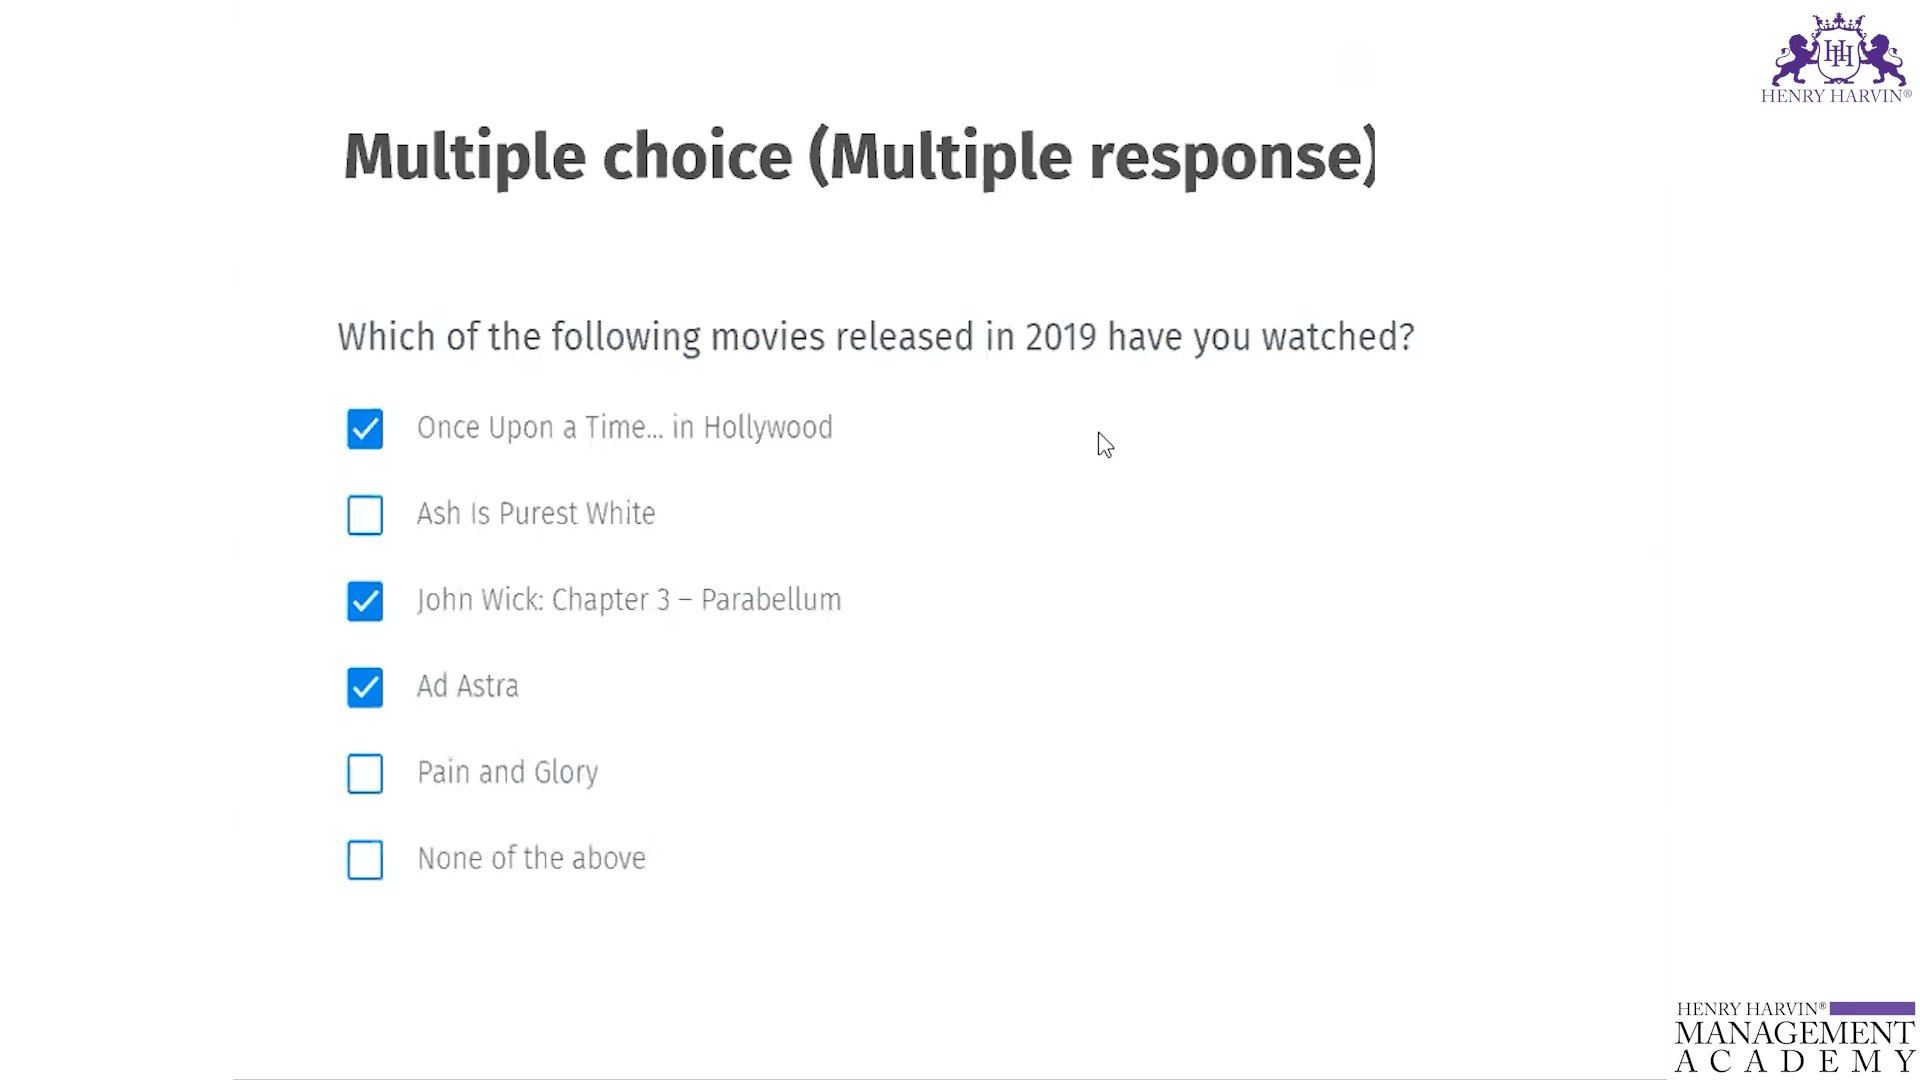 HENRY HARVIN®
Multiple choice (Multiple response)
Which of the following movies released in 2019 have you watched?
Once Upon a Time... in Hollywood
Ash Is Purest White
John Wick: Chapter 3 – Parabellum
Ad Astra
Pain and Glory
None of the above
HENRY HARVIN®
MANAGEMENT
ACADEMY